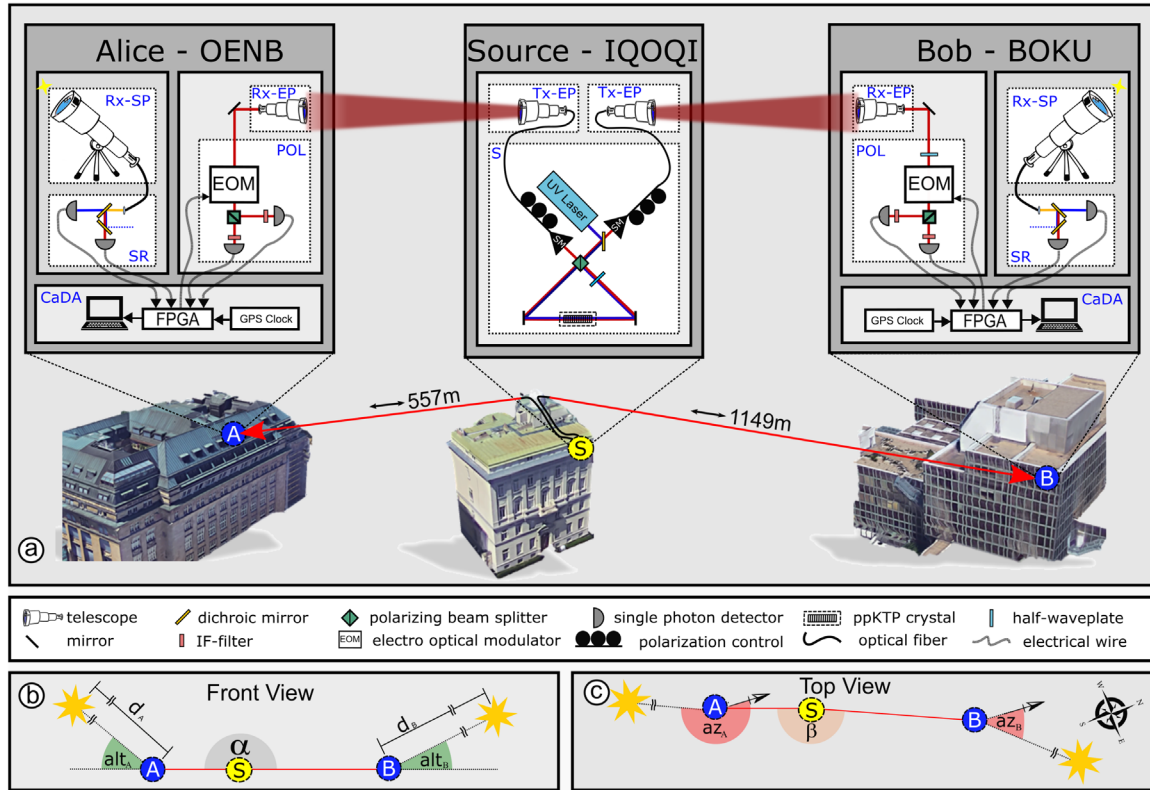 Alice - OENB
Source - IQOQI
Bob - BOKU
Rx-SP
Rx-EP
Tx-EP
Tx-EP
Rx-EP
Rx-SP
POL
S
POL
EOM
UV Laser
EOM
SM
SM
SR
SR
CaDA
FPGA
GPS Clock
GPS Clock
FPGA
CaDA
557m
1149m
A
S
B
a
telescope
dichroic mirror
polarizing beam splitter
single photon detector
ppKTP crystal
half-waveplate
mirror
IF-filter
EOM
electro optical modulator
polarization control
optical fiber
electrical wire
b
Front View
d_A
d_B
α
alt_A
A
S
B
alt_B
c
Top View
A
S
B
az_A
β
az_B
W
N
S
E